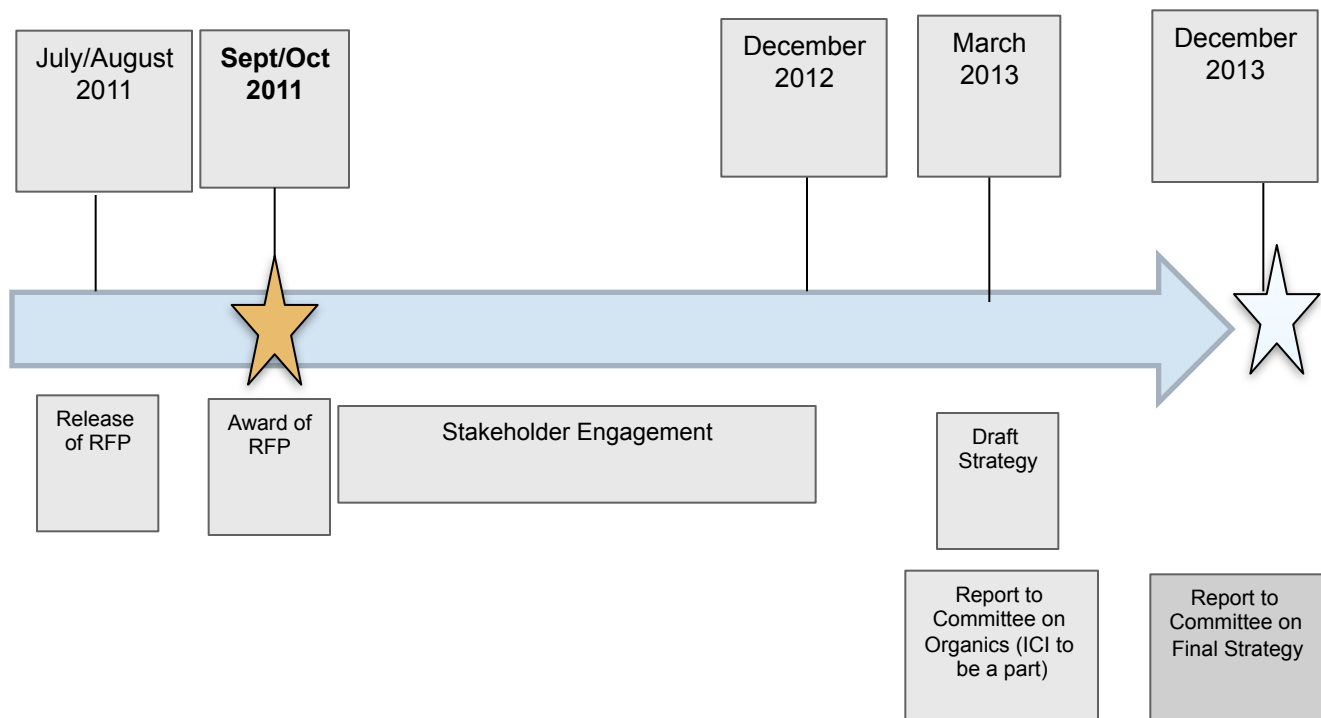 July/August
2011
Sept/Oct
2011
December
2012
March
2013
December
2013
Release
of RFP
Award of
RFP
Stakeholder Engagement
Draft
Strategy
Report to
Committee on
Organics (ICI to
be a part)
Report to
Committee on
Final Strategy